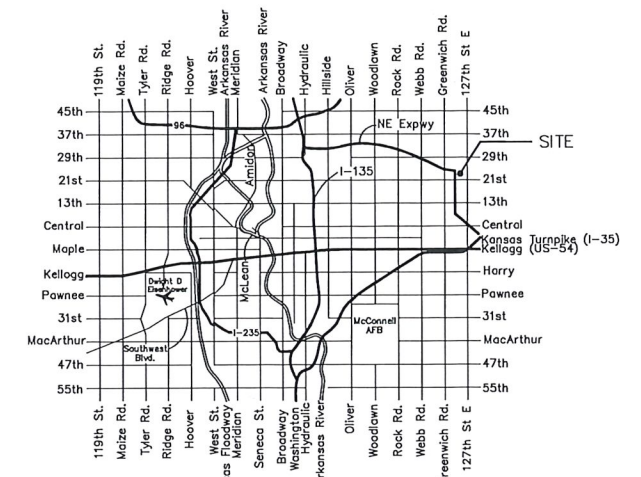 119th St.
Maize Rd.
Tyler Rd.
Ridge Rd.
Hoover
West St.
Arkansas River
Meridian
Arkansas River
Broadway
Hydraulic
Hillside
Oliver
Woodlawn
Rock Rd.
Webb Rd.
Greenwich Rd.
127th St E
45th
45th
96
NE Expwy
37th
37th
SITE
29th
29th
Amidon
I-135
21st
21st
13th
13th
Central
Central
Kansas Turnpike (I-35)
Maple
Kellogg (US-54)
Kellogg
Harry
Dwight D
Eisenhower
McLean
Pawnee
Pawnee
31st
31st
McConnell
AFB
I-235
MacArthur
MacArthur
Southwest
Blvd.
47th
47th
55th
55th
119th St.
Maize Rd.
Tyler Rd.
Ridge Rd.
Hoover
West St.
as Floodway
Meridian
Seneca St.
Broadway
Washington
Hydraulic
rkansas River
Oliver
Woodlawn
Rock Rd.
Webb Rd.
reenwich Rd.
127th St E